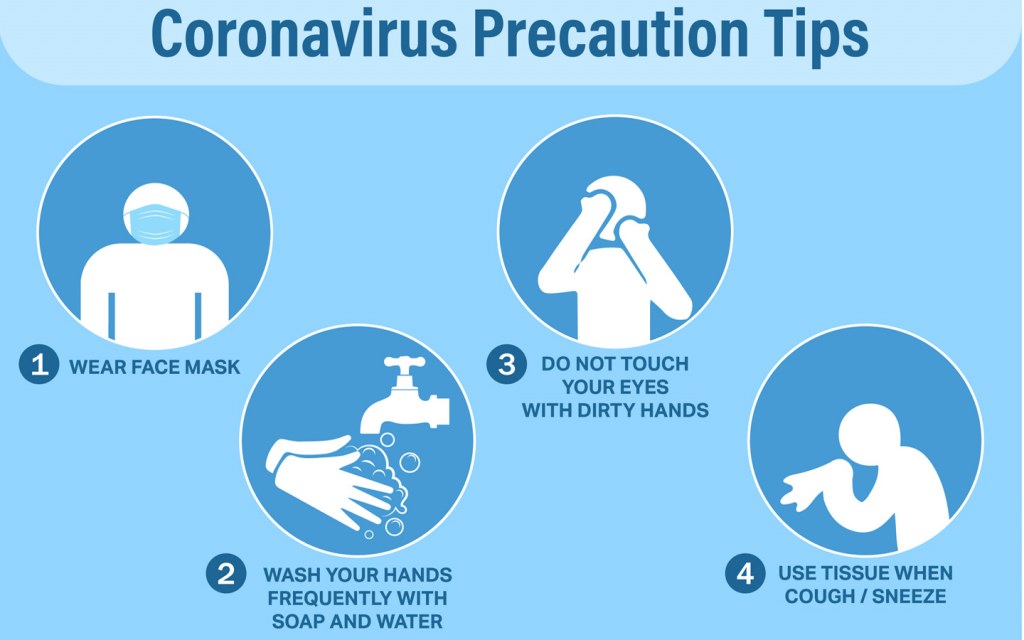 Coronavirus Precaution Tips
1 WEAR FACE MASK
2 WASH YOUR HANDS
FREQUENTLY WITH
SOAP AND WATER
3 DO NOT TOUCH
YOUR EYES
WITH DIRTY HANDS
4 USE TISSUE WHEN
COUGH / SNEEZE